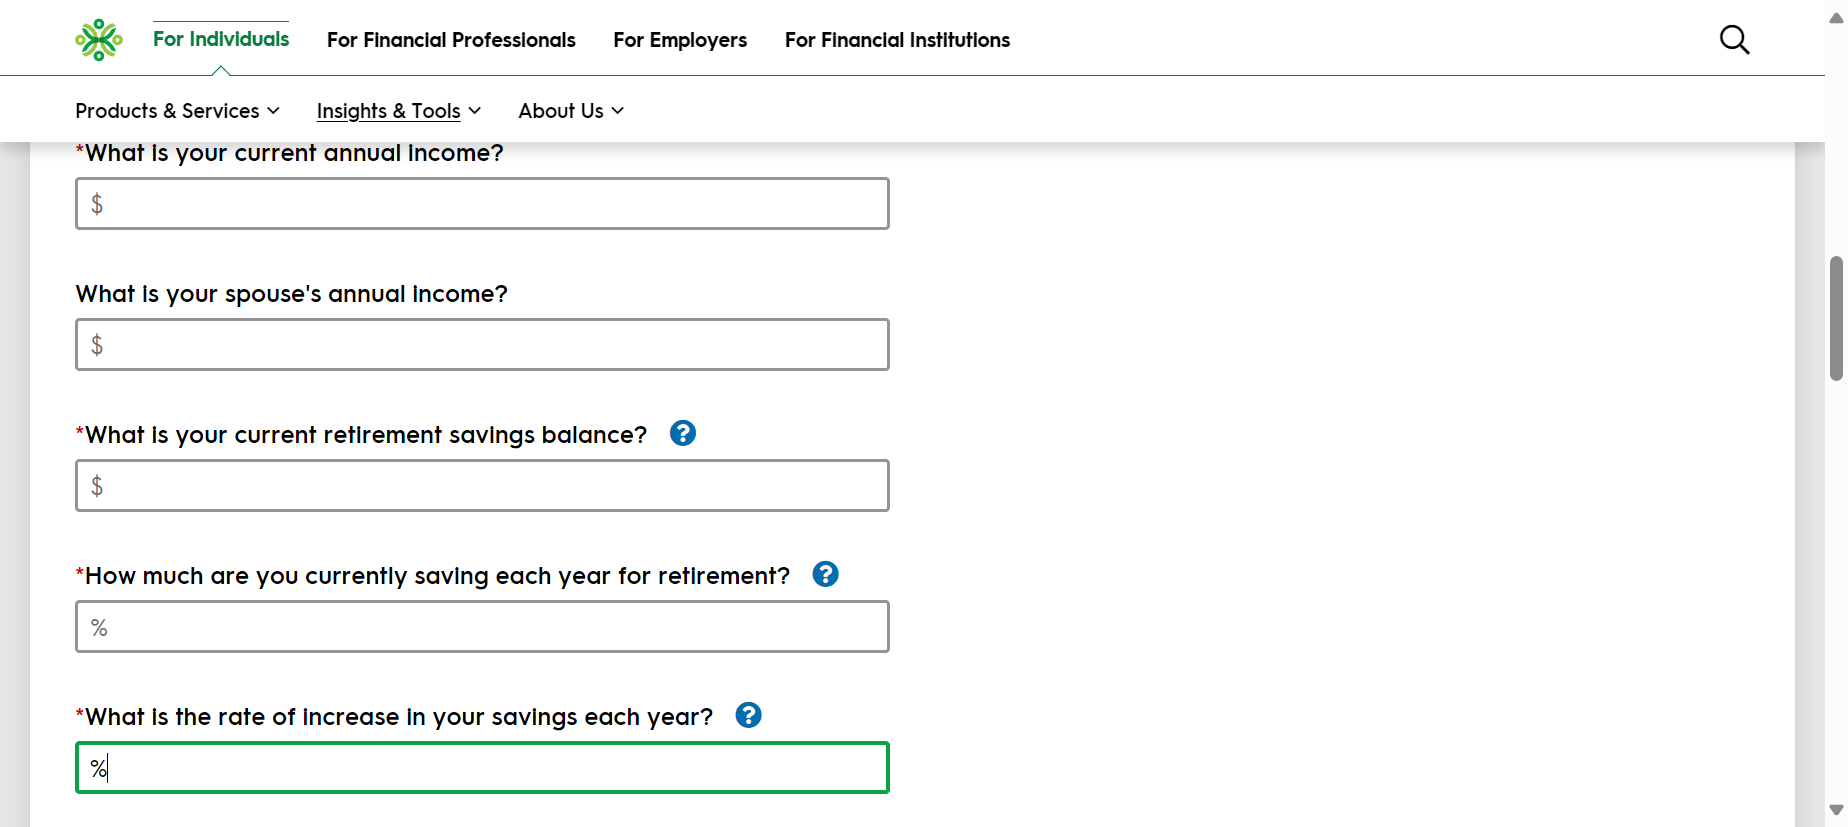 For Individuals For Financial Professionals For Employers For Financial Institutions
Products & Services Insights & Tools About Us
*What is your current annual income?
$
What is your spouse's annual income?
$
*What is your current retirement savings balance? ?
$
*How much are you currently saving each year for retirement? ?
%
*What is the rate of increase in your savings each year? ?
%